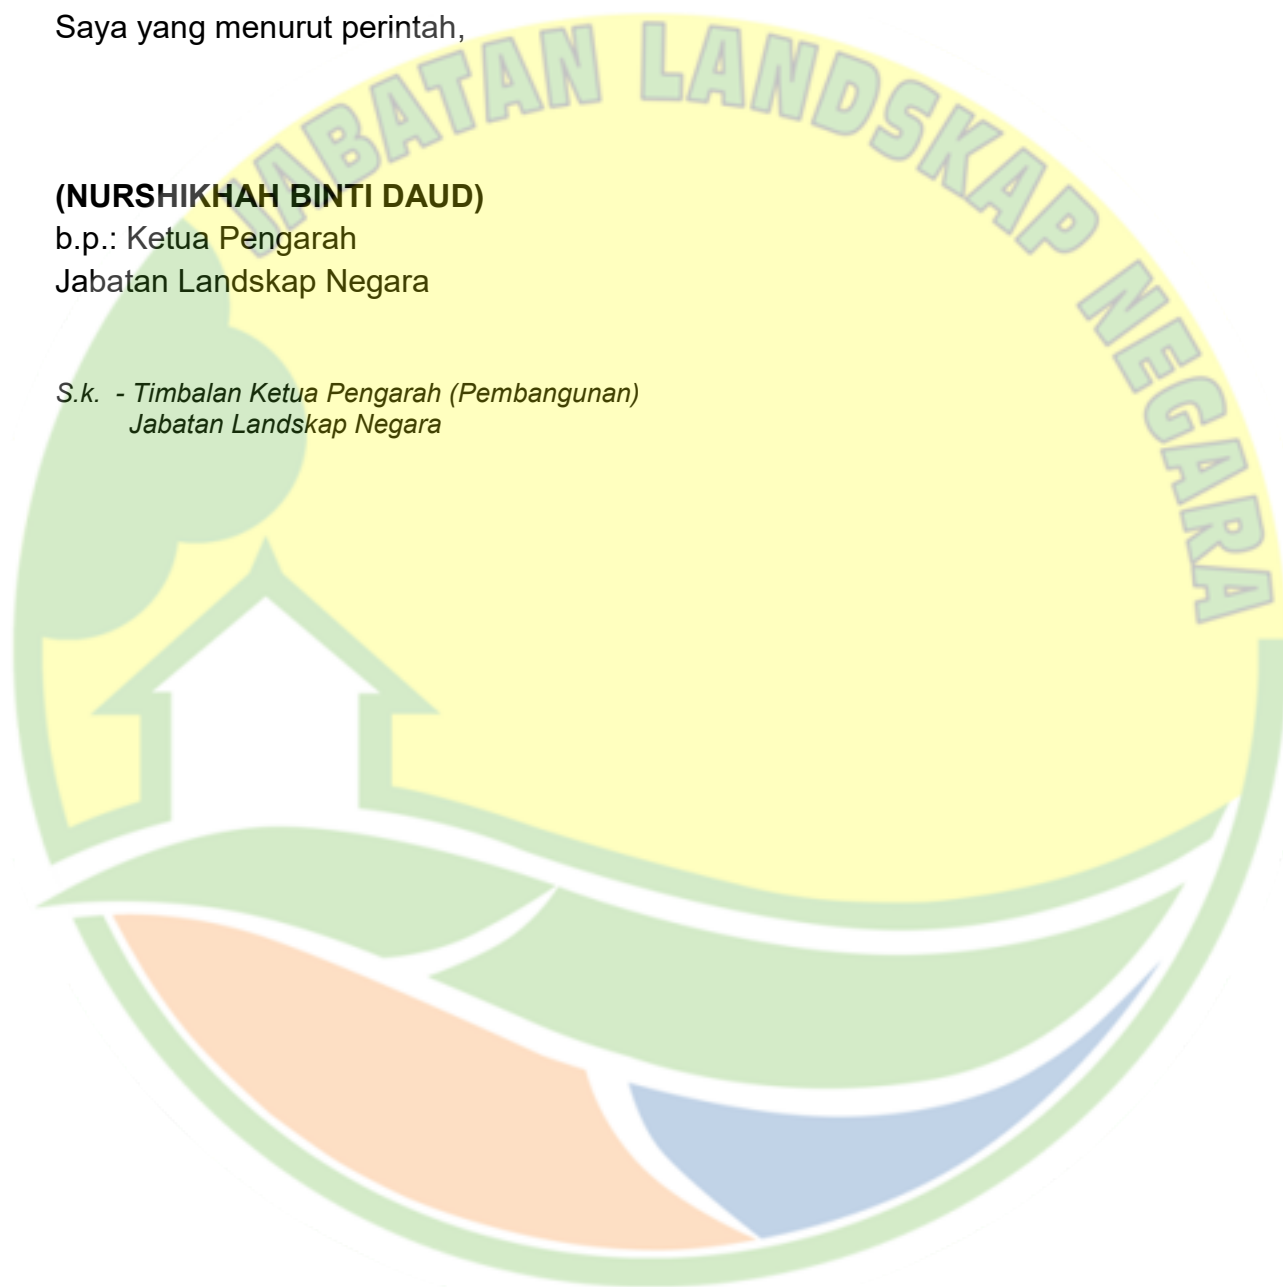 Saya yang menurut perintah,
JABATAN LANDSKAP NEGARA
(NURSHIKHAH BINTI DAUD)
b.p.: Ketua Pengarah
Jabatan Landskap Negara
S.k. - Timbalan Ketua Pengarah (Pembangunan)
Jabatan Landskap Negara